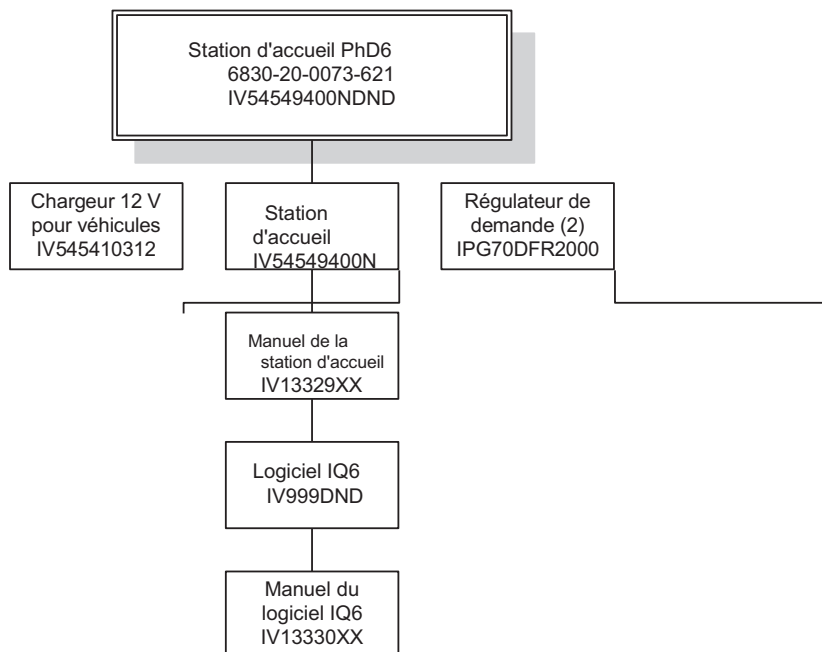 Station d'accueil PhD6
6830-20-0073-621
IV54549400NDND
Chargeur 12 V
pour véhicules
IV545410312
Station
d'accueil
IV54549400N
Régulateur de
demande (2)
IPG70DFR2000
Manuel de la
station d'accueil
IV13329XX
Logiciel IQ6
IV999DND
Manuel du
logiciel IQ6
IV13330XX